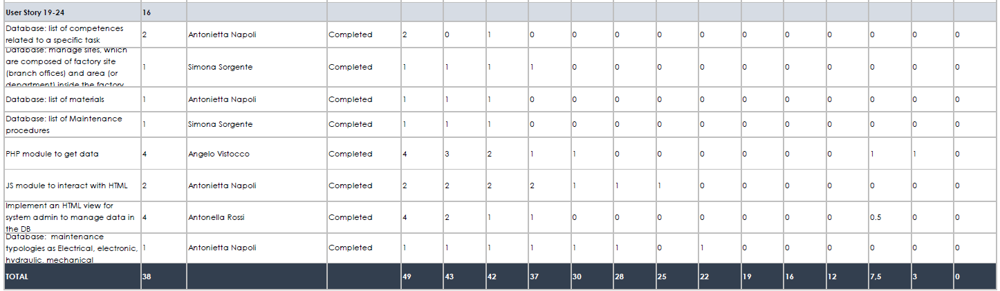 User Story 19-24 16
Database: list of competences
related to a specific task 2 Antonietta Napoli Completed 2 0 1 0 0 0 0 0 0 0 0 0 0 0
Database: manage sites, which
are composed of factory site
(branch offices) and area (or
department) inside the factory 1 Simona Sorgente Completed 1 1 1 1 0 0 0 0 0 0 0 0 0 0
Database: list of materials 1 Antonietta Napoli Completed 1 1 1 0 0 0 0 0 0 0 0 0 0 0
Database: list of Maintenance
procedures 1 Simona Sorgente Completed 1 1 1 0 0 0 0 0 0 0 0 0 0 0
PHP module to get data 4 Angelo Vistocco Completed 4 3 2 1 1 0 0 0 0 0 0 1 1 0
JS module to interact with HTML 2 Antonietta Napoli Completed 2 2 2 2 1 1 1 0 0 0 0 0 0 0
Implement an HTML view for
system admin to manage data in
the DB 4 Antonella Rossi Completed 4 2 1 1 0 0 0 0 0 0 0 0.5 0 0
Database: maintenance
typologies as Electrical, electronic,
hydraulic, mechanical 1 Antonietta Napoli Completed 1 1 1 1 1 1 0 1 0 0 0 0 0 0
TOTAL 38 49 43 42 37 30 28 25 22 19 16 12 7,5 3 0